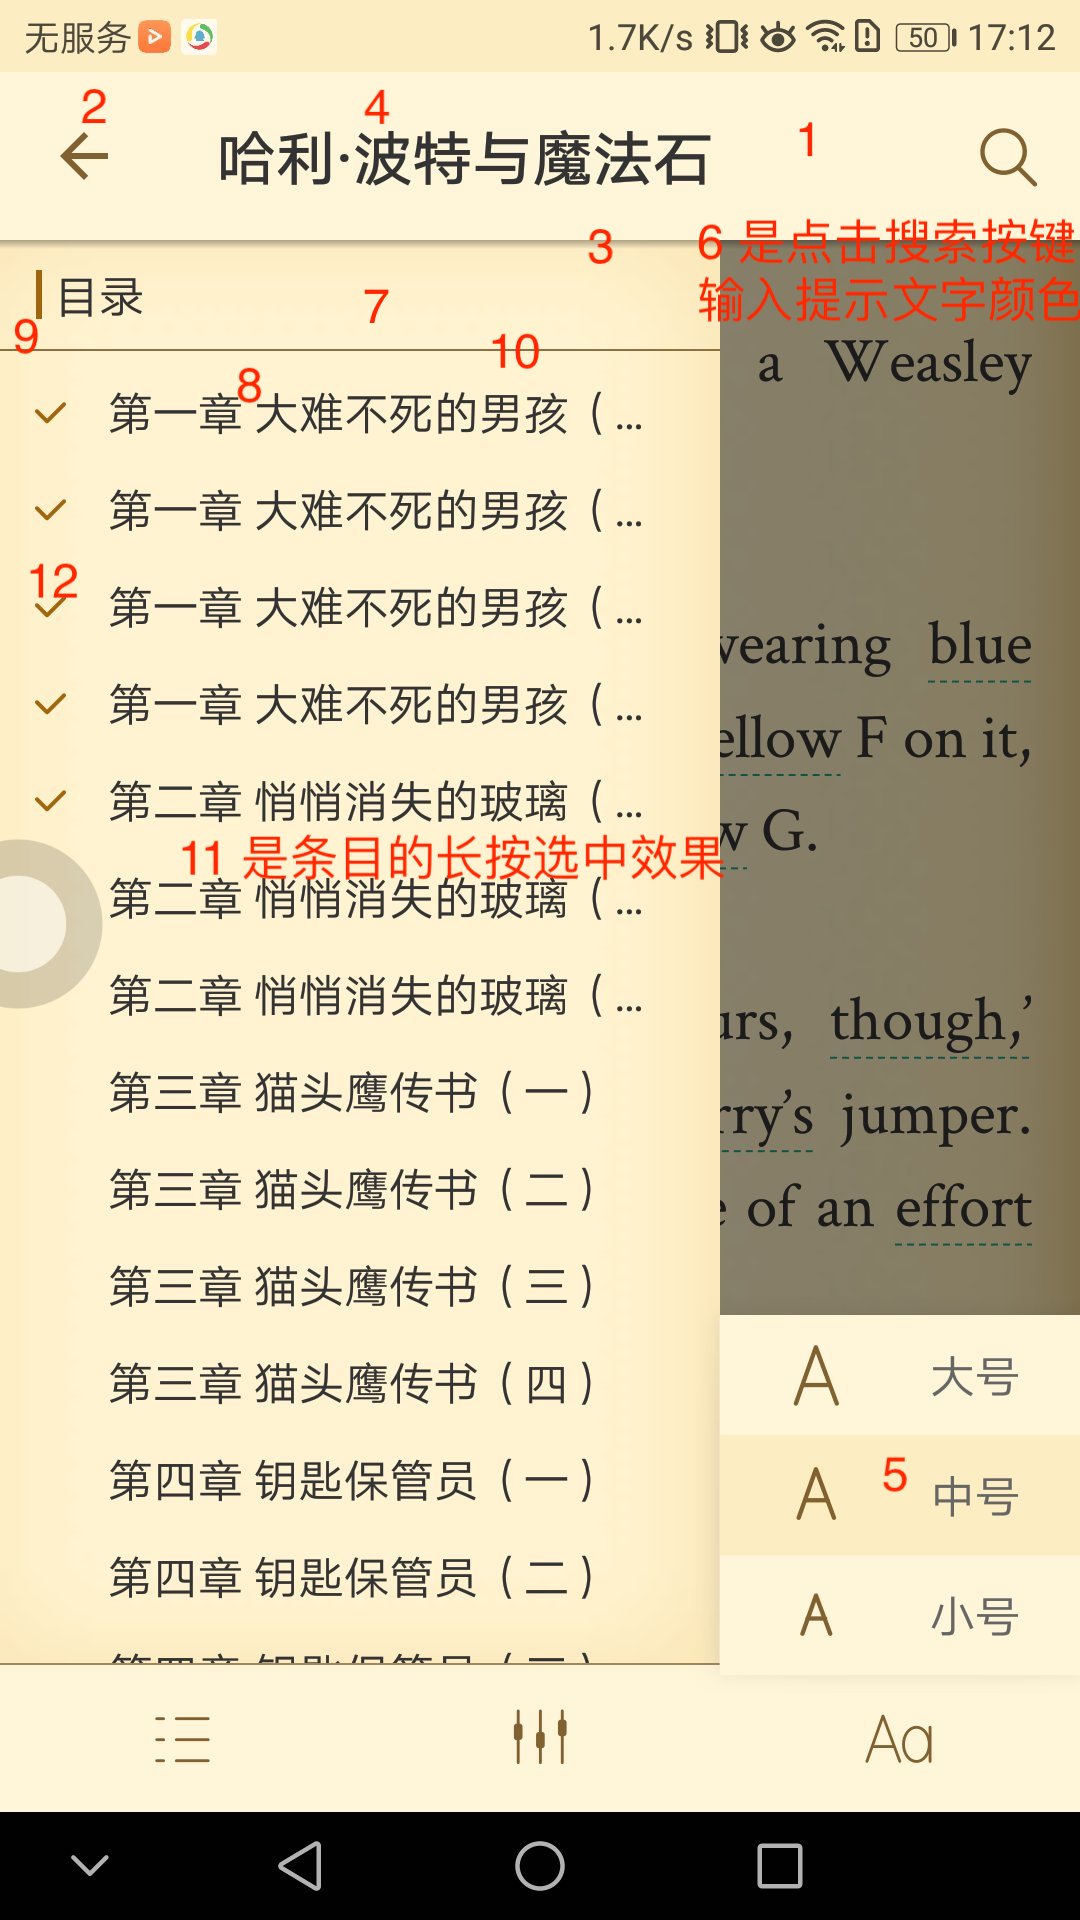 无服务 1.7K/s 50 17:12
2 4 1
哈利·波特与魔法石
3 6 是点击搜索按键
输入提示文字颜色
目录 7
9 10
a Weasley
8
第一章 大难不死的男孩（...
第一章 大难不死的男孩（...
12
第一章 大难不死的男孩（...
wearing blue
第一章 大难不死的男孩（...
ellow F on it,
第二章 悄悄消失的玻璃（...
w G.
11 是条目的长按选中效果
第二章 悄悄消失的玻璃（...
第二章 悄悄消失的玻璃（...
urs, though,’
第三章 猫头鹰传书（一）
rry’s jumper.
第三章 猫头鹰传书（二）
e of an effort
第三章 猫头鹰传书（三）
第三章 猫头鹰传书（四）
A 大号
第四章 钥匙保管员（一）
A 5 中号
第四章 钥匙保管员（二）
A 小号
Aa